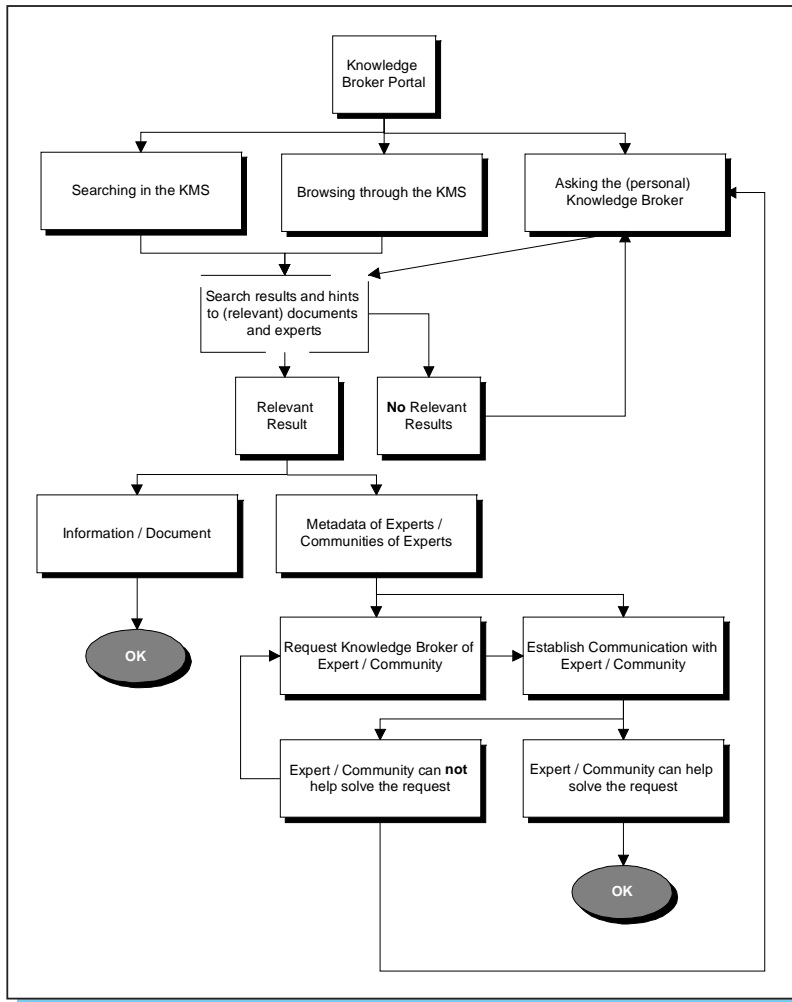 Knowledge
Broker Portal
Searching in the KMS
Browsing through the KMS
Asking the (personal)
Knowledge Broker
Search results and hints
to (relevant) documents
and experts
Relevant
Result
No Relevant
Results
Information / Document
Metadata of Experts /
Communities of Experts
OK
Request Knowledge Broker of
Expert / Community
Establish Communication with
Expert / Community
Expert / Community can not
help solve the request
Expert / Community can help
solve the request
OK